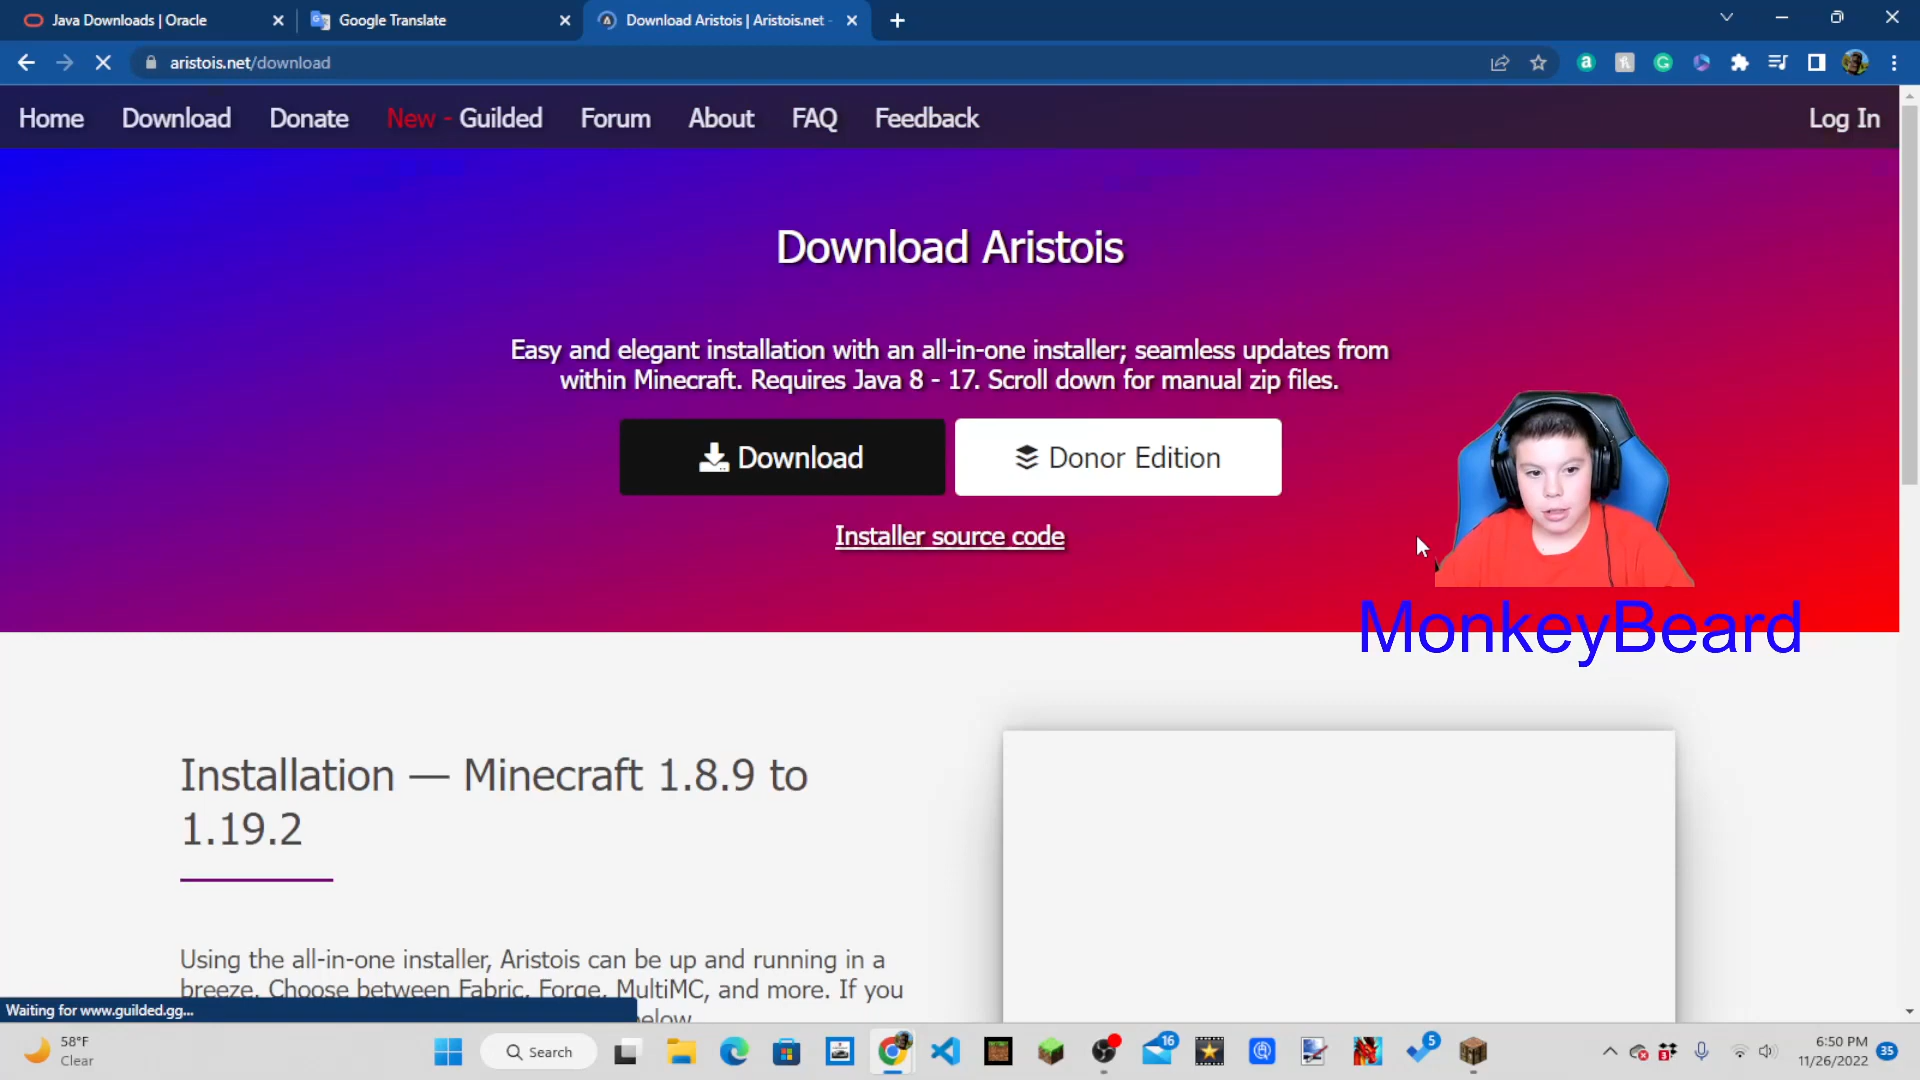 Java Downloads | Oracle
Google Translate
Download Aristois | Aristois.net -
aristois.net/download
Home
Download
Donate
New - Guilded
Forum
About
FAQ
Feedback
Log In
Download Aristois
Easy and elegant installation with an all-in-one installer; seamless updates from
within Minecraft. Requires Java 8 - 17. Scroll down for manual zip files.
Download
Donor Edition
Installer source code
MonkeyBeard
Installation — Minecraft 1.8.9 to
1.19.2
Using the all-in-one installer, Aristois can be up and running in a
breeze. Choose between Fabric, Forge, MultiMC, and more. If you
below
Waiting for www.guilded.gg...
58°F
Clear
Search
16
5
3
6:50 PM
11/26/2022
35